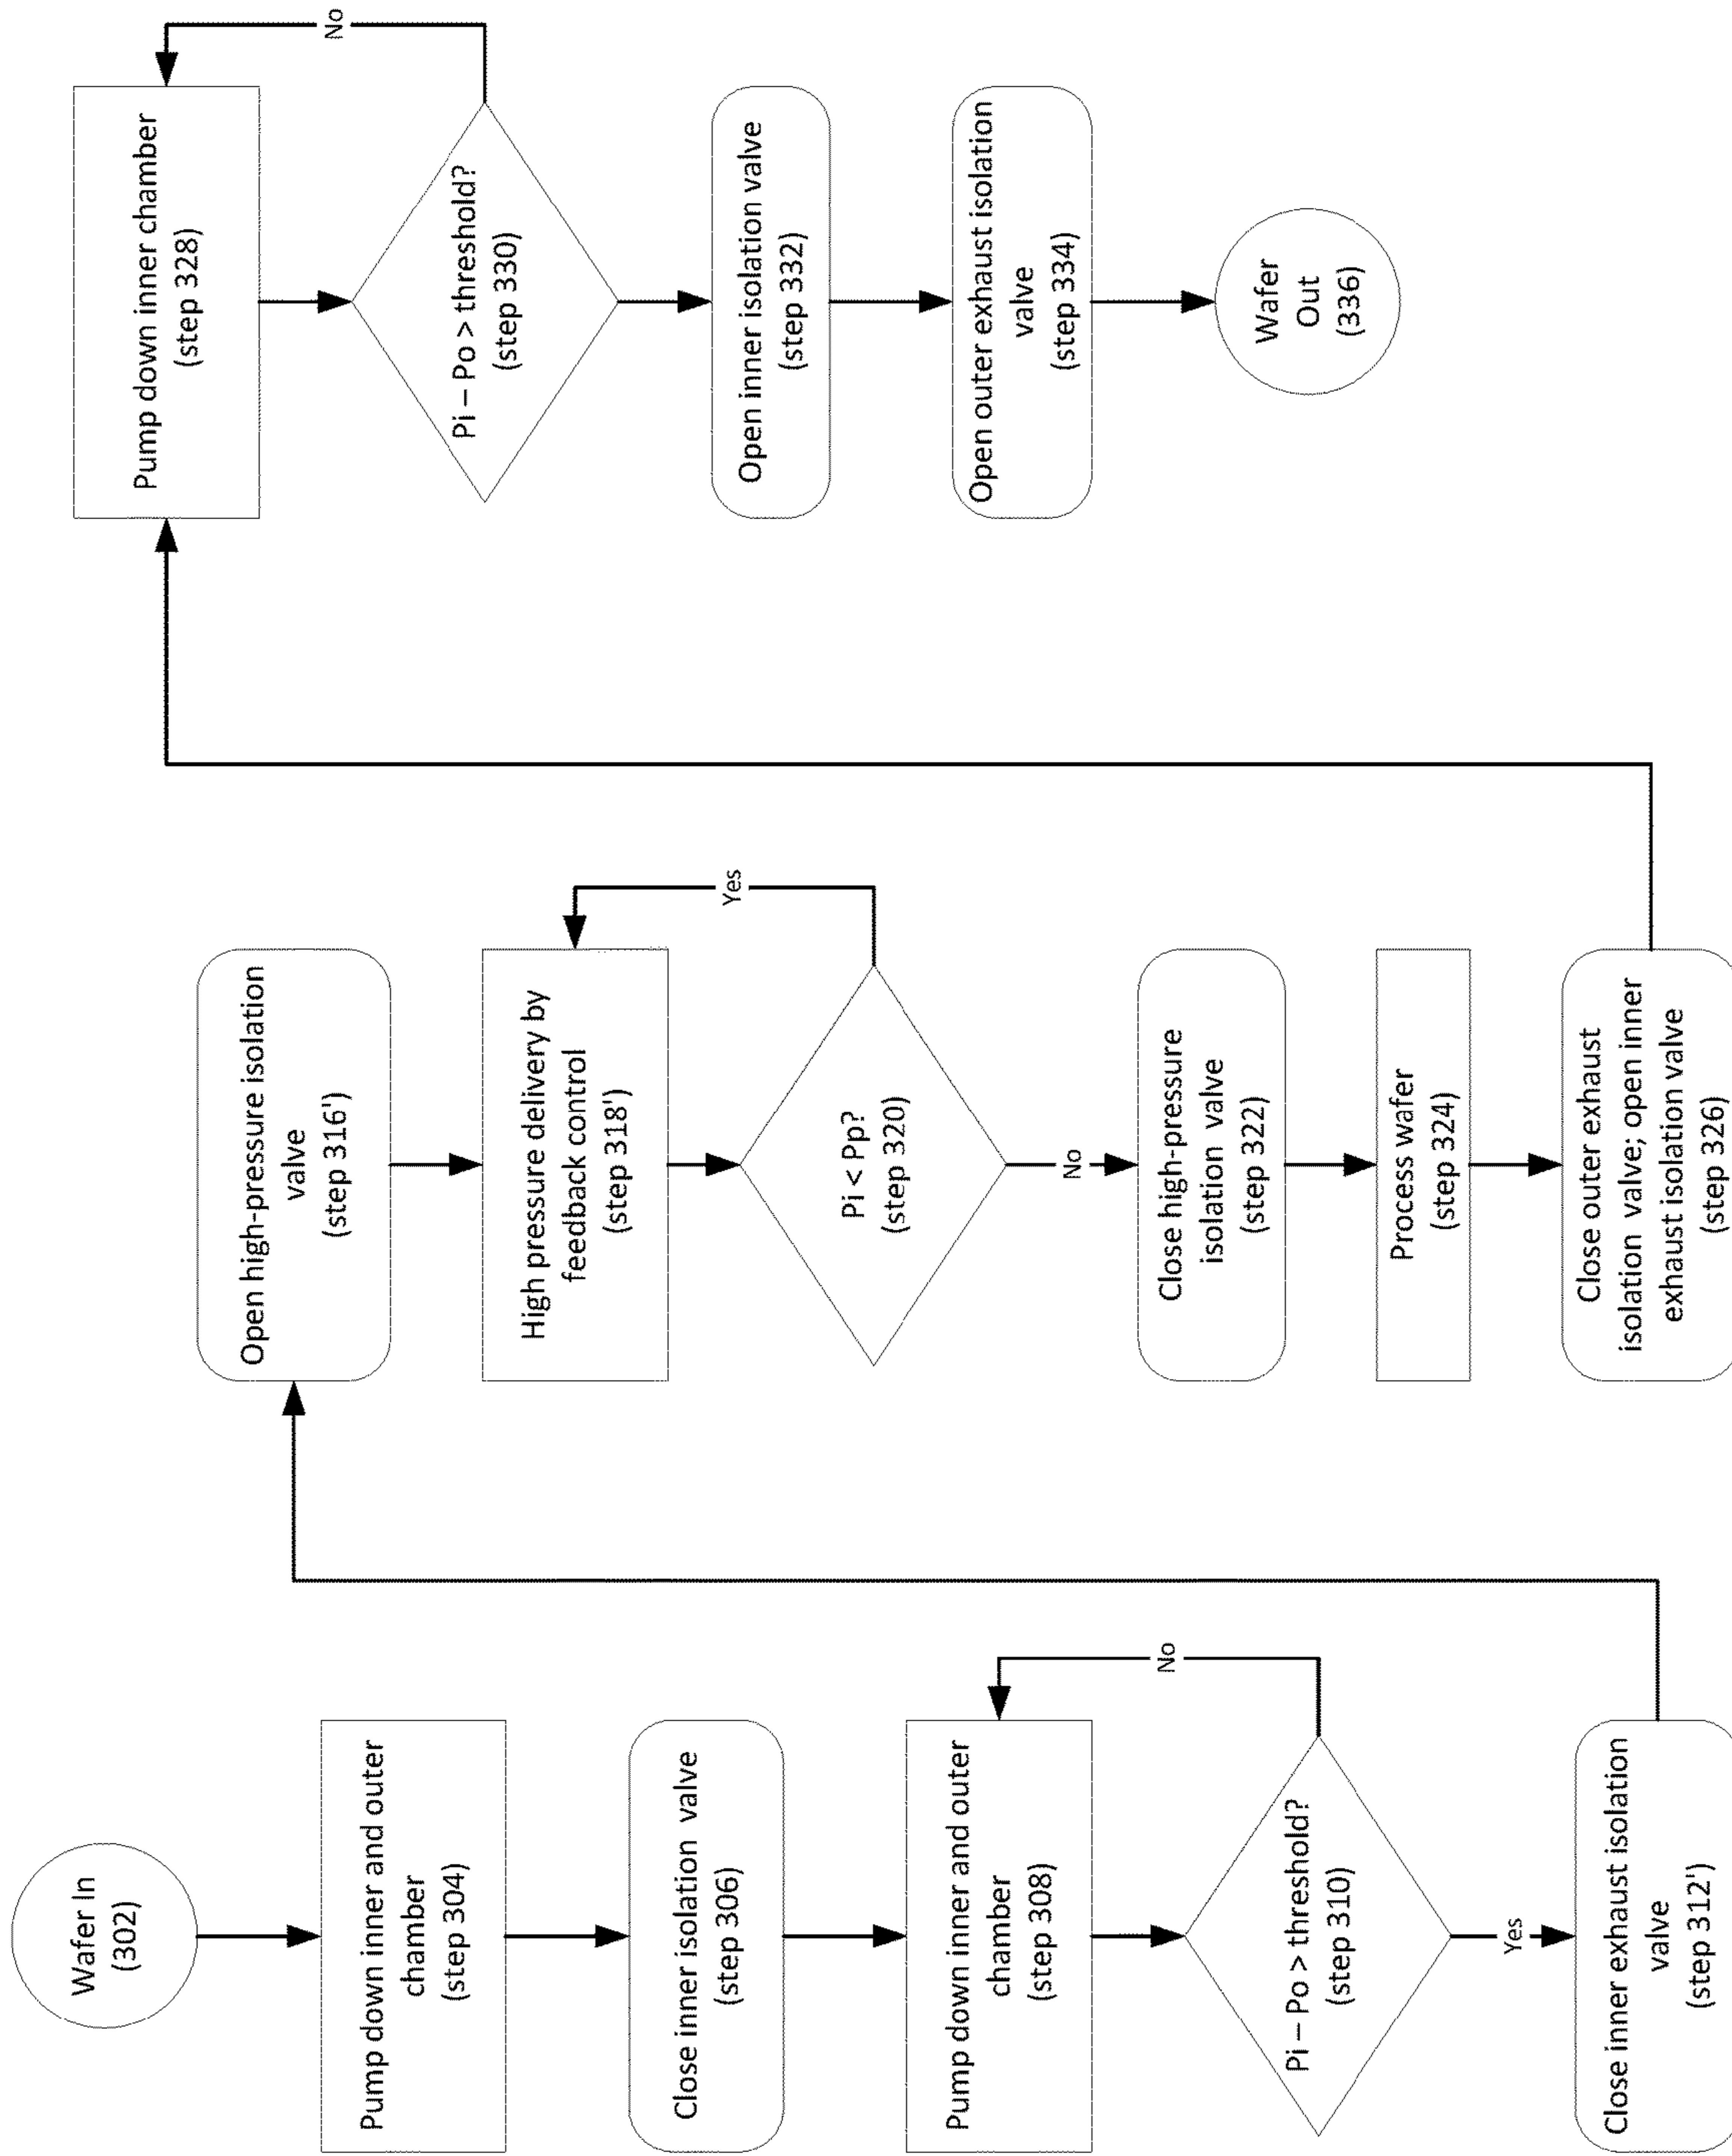 Wafer In
(302)
Pump down inner and outer
chamber
(step 304)
Close inner isolation valve
(step 306)
Pump down inner and outer
chamber
(step 308)
Pi – Po > threshold?
(step 310)
No
Yes
Close inner exhaust isolation
valve
(step 312')
Open high-pressure isolation
valve
(step 316')
High pressure delivery by
feedback control
(step 318')
Pi < Pp?
(step 320)
Yes
No
Close high-pressure
isolation valve
(step 322)
Process wafer
(step 324)
Close outer exhaust
isolation valve; open inner
exhaust isolation valve
(step 326)
Pump down inner chamber
(step 328)
Pi – Po > threshold?
(step 330)
No
Open inner isolation valve
(step 332)
Open outer exhaust isolation
valve
(step 334)
Wafer
Out
(336)